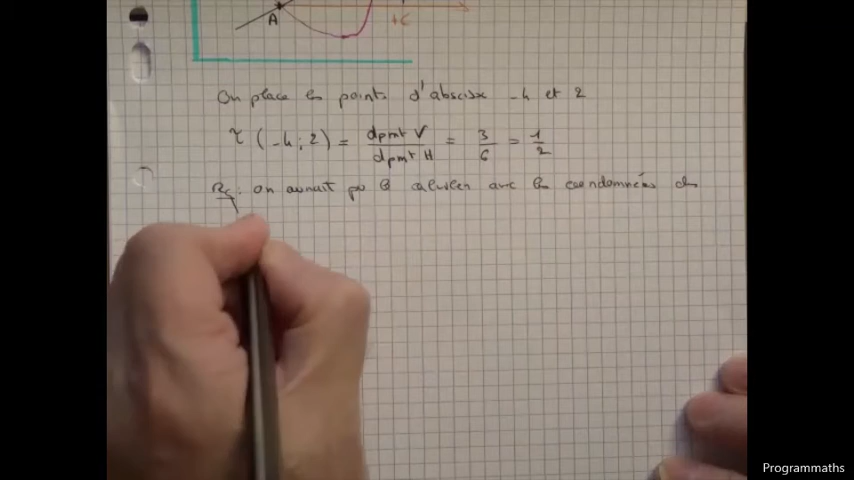 A
+C
On place les points d'abscisse -4 et 2
τ (-4; 2) = dpmt V / dpmt H = 3/6 = 1/2
Rq: on aurait pu le calculer avec les coordonnées de
Programmaths